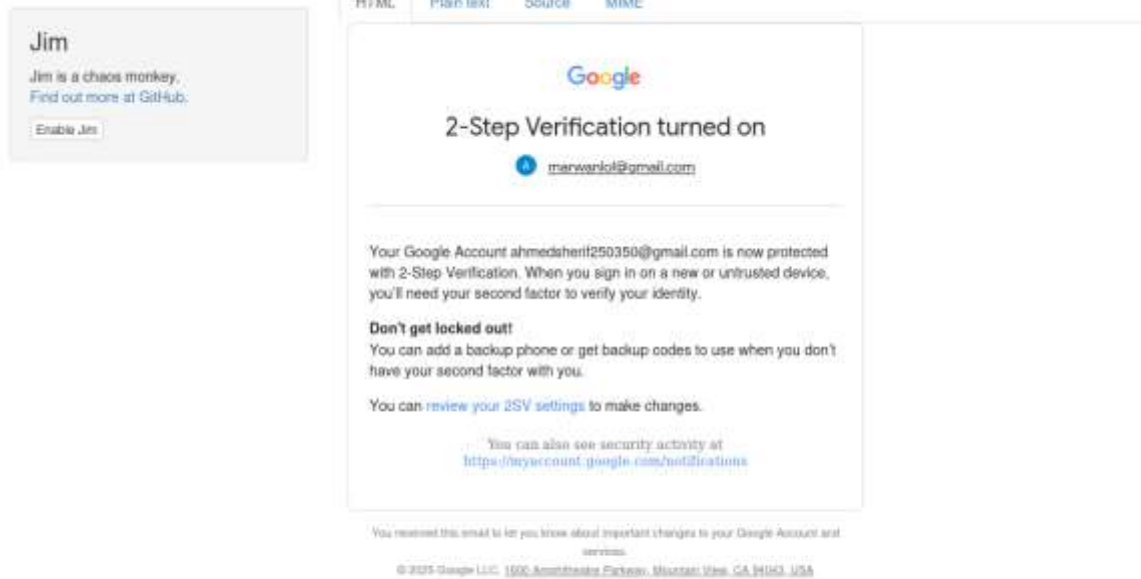 HTML Plain text Source MIME
Jim
Jim is a chaos monkey.
Find out more at GitHub.
Enable Jim
Google
2-Step Verification turned on
A marwanlol@gmail.com
Your Google Account ahmedsherif250350@gmail.com is now protected
with 2-Step Verification. When you sign in on a new or untrusted device,
you'll need your second factor to verify your identity.
Don't get locked out!
You can add a backup phone or get backup codes to use when you don't
have your second factor with you.
You can review your 2SV settings to make changes.
You can also see security activity at
https://myaccount.google.com/notifications
You received this email to let you know about important changes to your Google Account and
services.
© 2025 Google LLC, 1600 Amphitheatre Parkway, Mountain View, CA 94043, USA